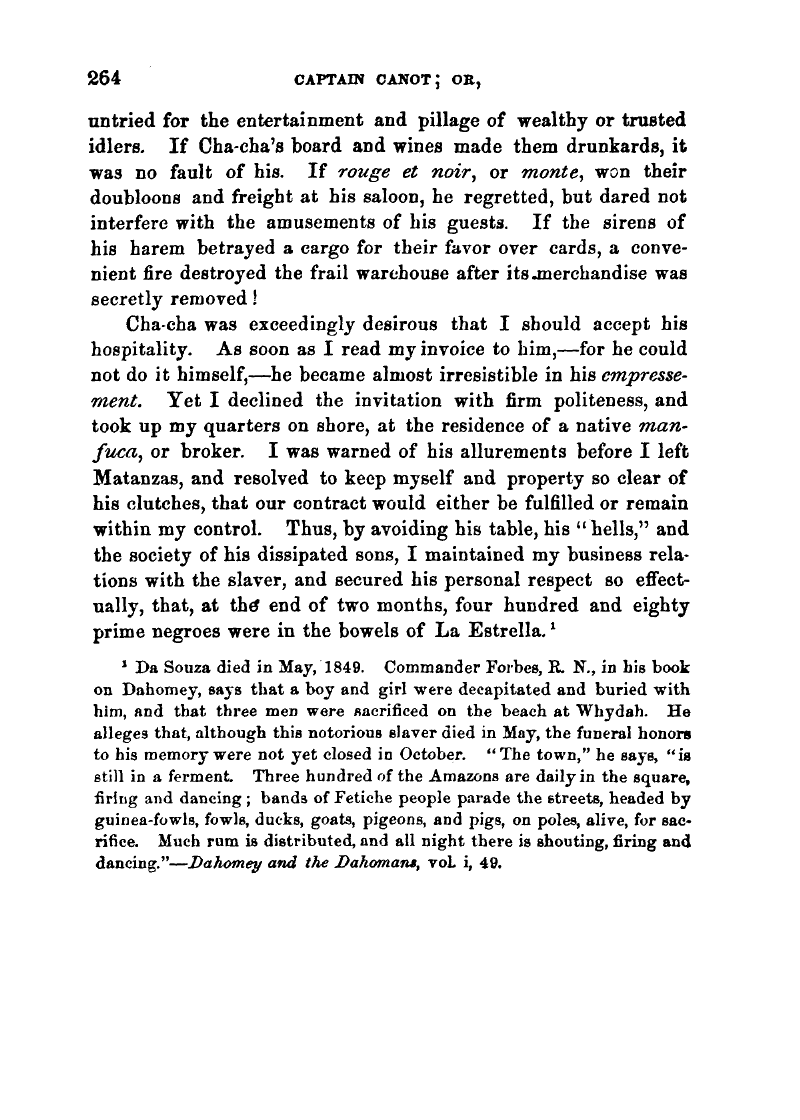 264 CAPTAIN CANOT; OR,
untried for the entertainment and pillage of wealthy or trusted
idlers. If Cha-cha's board and wines made them drunkards, it
was no fault of his. If rouge et noir, or monte, won their
doubloons and freight at his saloon, he regretted, but dared not
interfere with the amusements of his guests. If the sirens of
his harem betrayed a cargo for their favor over cards, a conve-
nient fire destroyed the frail warehouse after its merchandise was
secretly removed!
Cha-cha was exceedingly desirous that I should accept his
hospitality. As soon as I read my invoice to him,—for he could
not do it himself,—he became almost irresistible in his empresse-
ment. Yet I declined the invitation with firm politeness, and
took up my quarters on shore, at the residence of a native man-
fuca, or broker. I was warned of his allurements before I left
Matanzas, and resolved to keep myself and property so clear of
his clutches, that our contract would either be fulfilled or remain
within my control. Thus, by avoiding his table, his "hells," and
the society of his dissipated sons, I maintained my business rela-
tions with the slaver, and secured his personal respect so effect-
ually, that, at the end of two months, four hundred and eighty
prime negroes were in the bowels of La Estrella.¹
¹ Da Souza died in May, 1849. Commander Forbes, R. N., in his book
on Dahomey, says that a boy and girl were decapitated and buried with
him, and that three men were sacrificed on the beach at Whydah. He
alleges that, although this notorious slaver died in May, the funeral honors
to his memory were not yet closed in October. "The town," he says, "is
still in a ferment. Three hundred of the Amazons are daily in the square,
firing and dancing; bands of Fetiche people parade the streets, headed by
guinea-fowls, fowls, ducks, goats, pigeons, and pigs, on poles, alive, for sac-
rifice. Much rum is distributed, and all night there is shouting, firing and
dancing."—Dahomey and the Dahomans, vol. i, 49.